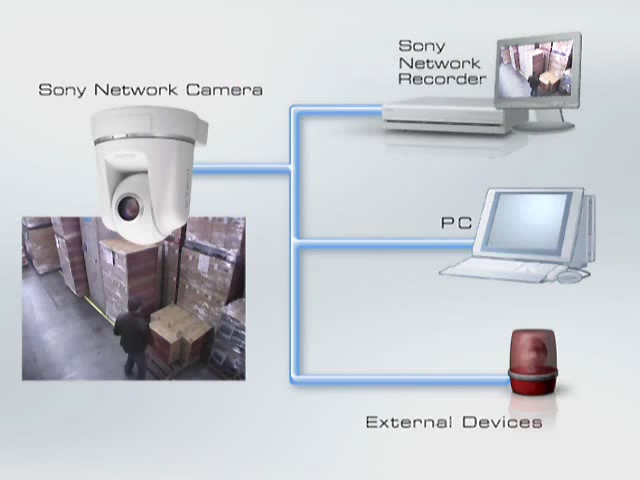 Sony Network Camera
Sony
Network
Recorder
PC
External Devices